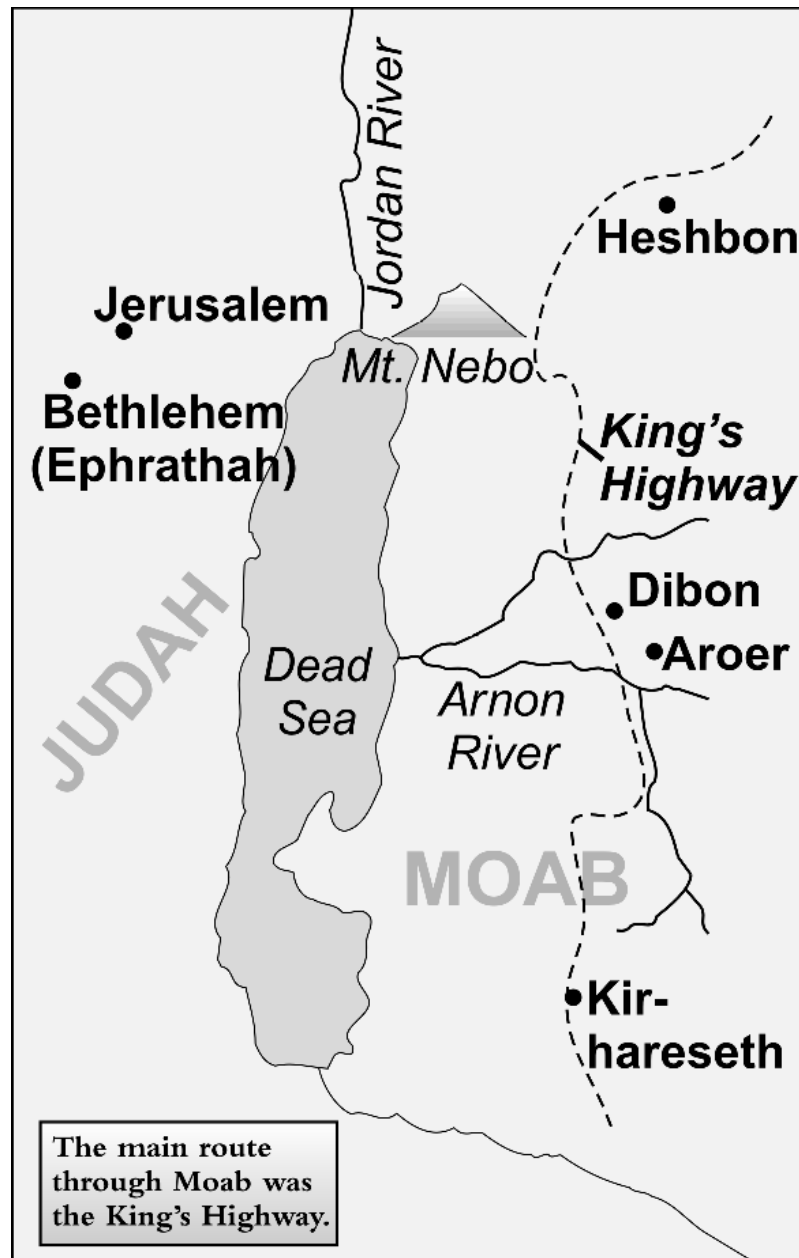 Jordan River
Heshbon
Jerusalem
Mt. Nebo
Bethlehem
(Ephrathah)
King's
Highway
Dibon
Aroer
JUDAH
Dead
Sea
Arnon
River
MOAB
Kir-
hareseth
The main route
through Moab was
the King's Highway.